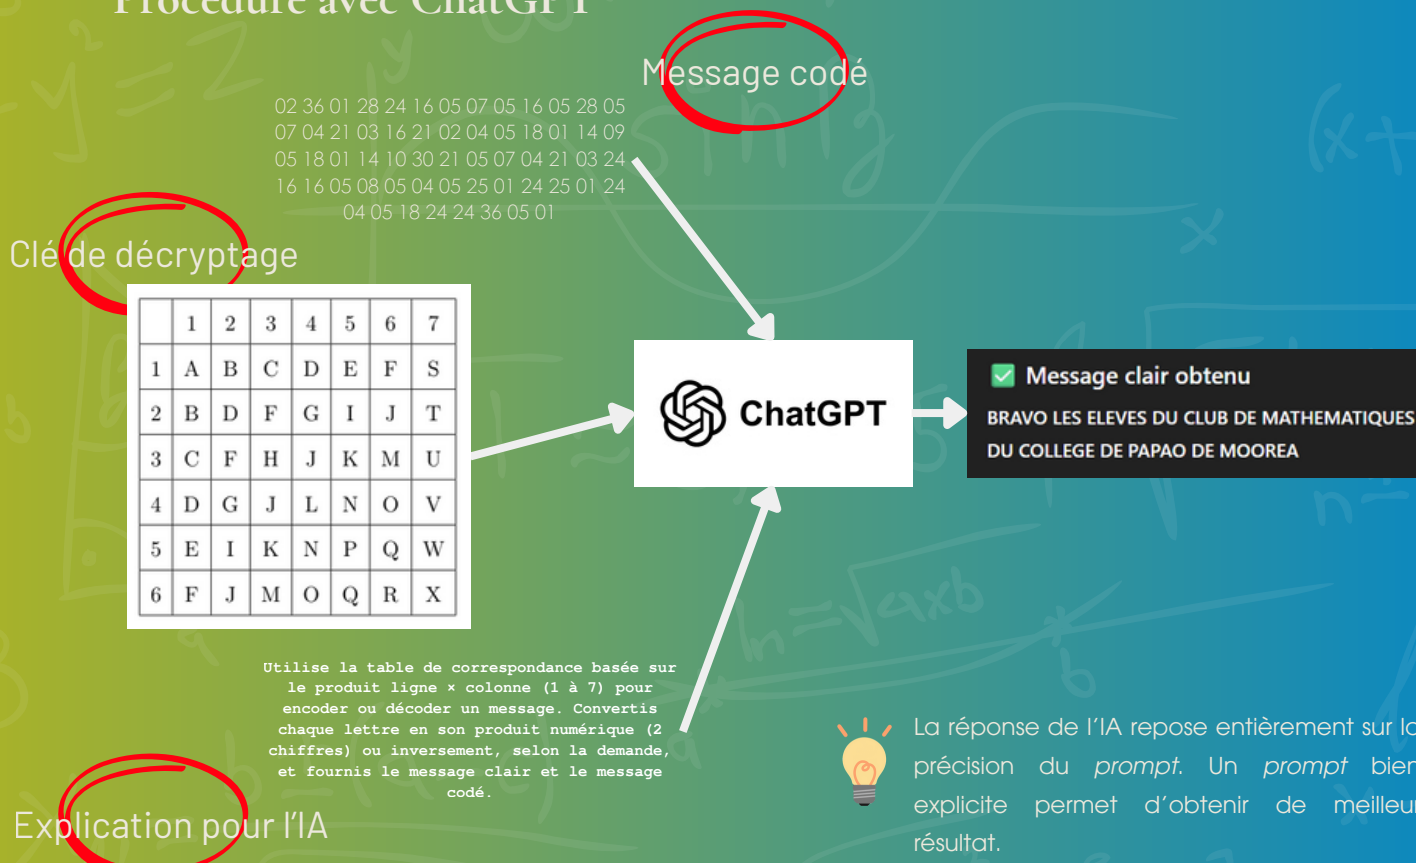 Procédure avec ChatGPT
Message codé
02 36 01 28 24 16 05 07 05 16 05 28 05
07 04 21 03 16 21 02 04 05 18 01 14 09
05 18 01 14 10 30 21 05 07 04 21 03 24
16 16 05 08 05 04 05 25 01 24 25 01 24
04 05 18 24 24 36 05 01
Clé de décryptage
1 2 3 4 5 6 7
1 A B C D E F S
2 B D F G I J T
3 C F H J K M U
4 D G J L N O V
5 E I K N P Q W
6 F J M O Q R X
ChatGPT
Message clair obtenu
BRAVO LES ELEVES DU CLUB DE MATHEMATIQUES
DU COLLEGE DE PAPAO DE MOOREA
Utilise la table de correspondance basée sur
le produit ligne × colonne (1 à 7) pour
encoder ou décoder un message. Convertis
chaque lettre en son produit numérique (2
chiffres) ou inversement, selon la demande,
et fournis le message clair et le message
codé.
Explication pour l'IA
La réponse de l'IA repose entièrement sur la
précision du prompt. Un prompt bien
explicite permet d'obtenir de meilleur
résultat.